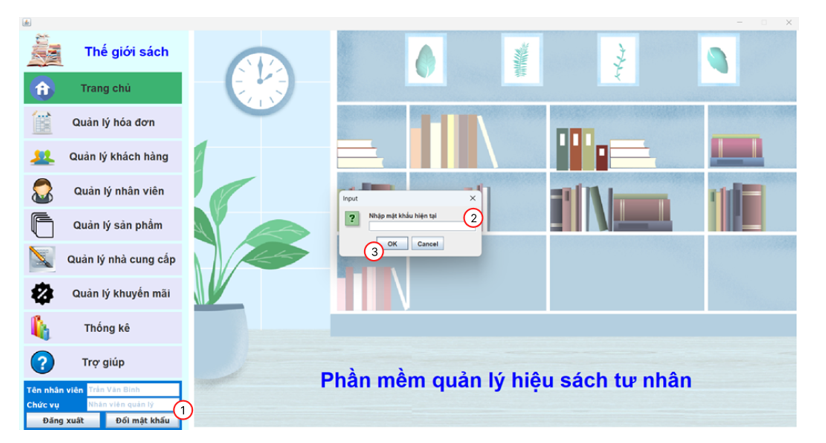 Thế giới sách
Trang chủ
Quản lý hóa đơn
Quản lý khách hàng
Quản lý nhân viên
Quản lý sản phẩm
Quản lý nhà cung cấp
Quản lý khuyến mãi
Thống kê
Trợ giúp
Tên nhân viên Trần Văn Bình
Chức vụ Nhân viên quản lý
1
Đăng xuất Đổi mật khẩu
Input
Nhập mật khẩu hiện tại
2
3
OK Cancel
Phần mềm quản lý hiệu sách tư nhân